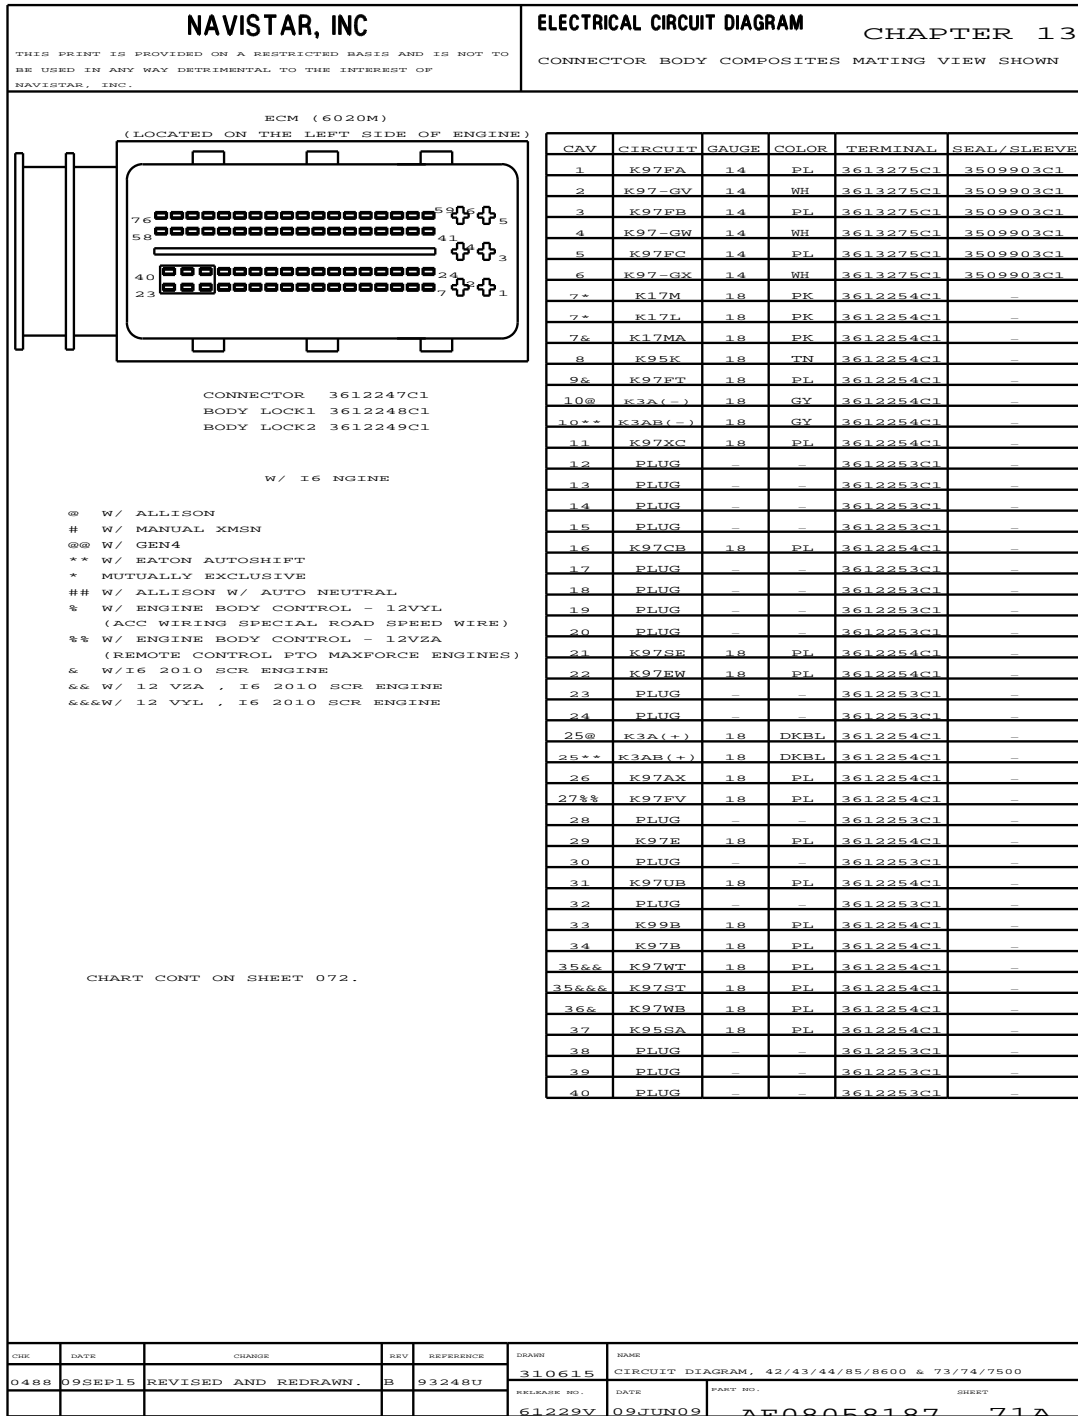 NAVISTAR, INC
THIS PRINT IS PROVIDED ON A RESTRICTED BASIS AND IS NOT TO
BE USED IN ANY WAY DETRIMENTAL TO THE INTEREST OF
NAVISTAR, INC.
ELECTRICAL CIRCUIT DIAGRAM
CHAPTER 13
CONNECTOR BODY COMPOSITES MATING VIEW SHOWN
ECM (6020M)
(LOCATED ON THE LEFT SIDE OF ENGINE)
76 59 6 5
58 41 4 3
40 24 2 1
23 7
CONNECTOR 3612247C1
BODY LOCK1 3612248C1
BODY LOCK2 3612249C1
W/ I6 NGINE
@ W/ ALLISON
# W/ MANUAL XMSN
@@ W/ GEN4
** W/ EATON AUTOSHIFT
* MUTUALLY EXCLUSIVE
## W/ ALLISON W/ AUTO NEUTRAL
% W/ ENGINE BODY CONTROL - 12VYL
(ACC WIRING SPECIAL ROAD SPEED WIRE)
%% W/ ENGINE BODY CONTROL - 12VZA
(REMOTE CONTROL PTO MAXFORCE ENGINES)
& W/I6 2010 SCR ENGINE
&& W/ 12 VZA , I6 2010 SCR ENGINE
&&&W/ 12 VYL , I6 2010 SCR ENGINE
CHART CONT ON SHEET 072.
CAV CIRCUIT GAUGE COLOR TERMINAL SEAL/SLEEVE
1 K97FA 14 PL 3613275C1 3509903C1
2 K97-GV 14 WH 3613275C1 3509903C1
3 K97FB 14 PL 3613275C1 3509903C1
4 K97-GW 14 WH 3613275C1 3509903C1
5 K97FC 14 PL 3613275C1 3509903C1
6 K97-GX 14 WH 3613275C1 3509903C1
7* K17M 18 PK 3612254C1 -
7* K17L 18 PK 3612254C1 -
7& K17MA 18 PK 3612254C1 -
8 K95K 18 TN 3612254C1 -
9& K97FT 18 PL 3612254C1 -
10@ K3A(-) 18 GY 3612254C1 -
10** K3AB(-) 18 GY 3612254C1 -
11 K97XC 18 PL 3612254C1 -
12 PLUG - - 3612253C1 -
13 PLUG - - 3612253C1 -
14 PLUG - - 3612253C1 -
15 PLUG - - 3612253C1 -
16 K97CB 18 PL 3612254C1 -
17 PLUG - - 3612253C1 -
18 PLUG - - 3612253C1 -
19 PLUG - - 3612253C1 -
20 PLUG - - 3612253C1 -
21 K97SE 18 PL 3612254C1 -
22 K97EW 18 PL 3612254C1 -
23 PLUG - - 3612253C1 -
24 PLUG - - 3612253C1 -
25@ K3A(+) 18 DKBL 3612254C1 -
25** K3AB(+) 18 DKBL 3612254C1 -
26 K97AX 18 PL 3612254C1 -
27%% K97FV 18 PL 3612254C1 -
28 PLUG - - 3612253C1 -
29 K97E 18 PL 3612254C1 -
30 PLUG - - 3612253C1 -
31 K97UB 18 PL 3612254C1 -
32 PLUG - - 3612253C1 -
33 K99B 18 PL 3612254C1 -
34 K97B 18 PL 3612254C1 -
35&& K97WT 18 PL 3612254C1 -
35&&& K97ST 18 PL 3612254C1 -
36& K97WB 18 PL 3612254C1 -
37 K95SA 18 PL 3612254C1 -
38 PLUG - - 3612253C1 -
39 PLUG - - 3612253C1 -
40 PLUG - - 3612253C1 -
CHK DATE CHANGE REV REFERENCE
0488 09SEP15 REVISED AND REDRAWN. B 93248U
DRAWN
310615
NAME
CIRCUIT DIAGRAM, 42/43/44/85/8600 & 73/74/7500
RELEASE NO.
61229V
DATE
09JUN09
PART NO.
AE08058187
SHEET
71A